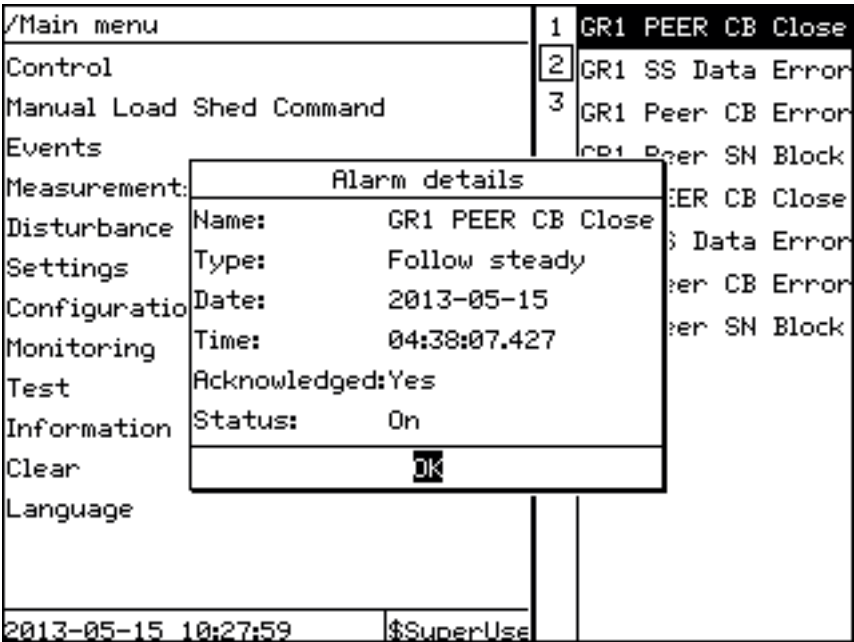 /Main menu
Control
Manual Load Shed Command
Events
Measurement
Disturbance
Settings
Configuratio
Monitoring
Test
Information
Clear
Language
2013-05-15 10:27:59 $SuperUse
Alarm details
Name: GR1 PEER CB Close
Type: Follow steady
Date: 2013-05-15
Time: 04:38:07.427
Acknowledged:Yes
Status: On
OK
1
2
3
GR1 PEER CB Close
GR1 SS Data Error
GR1 Peer CB Error
GR1 Peer SN Block
EER CB Close
S Data Error
eer CB Error
eer SN Block